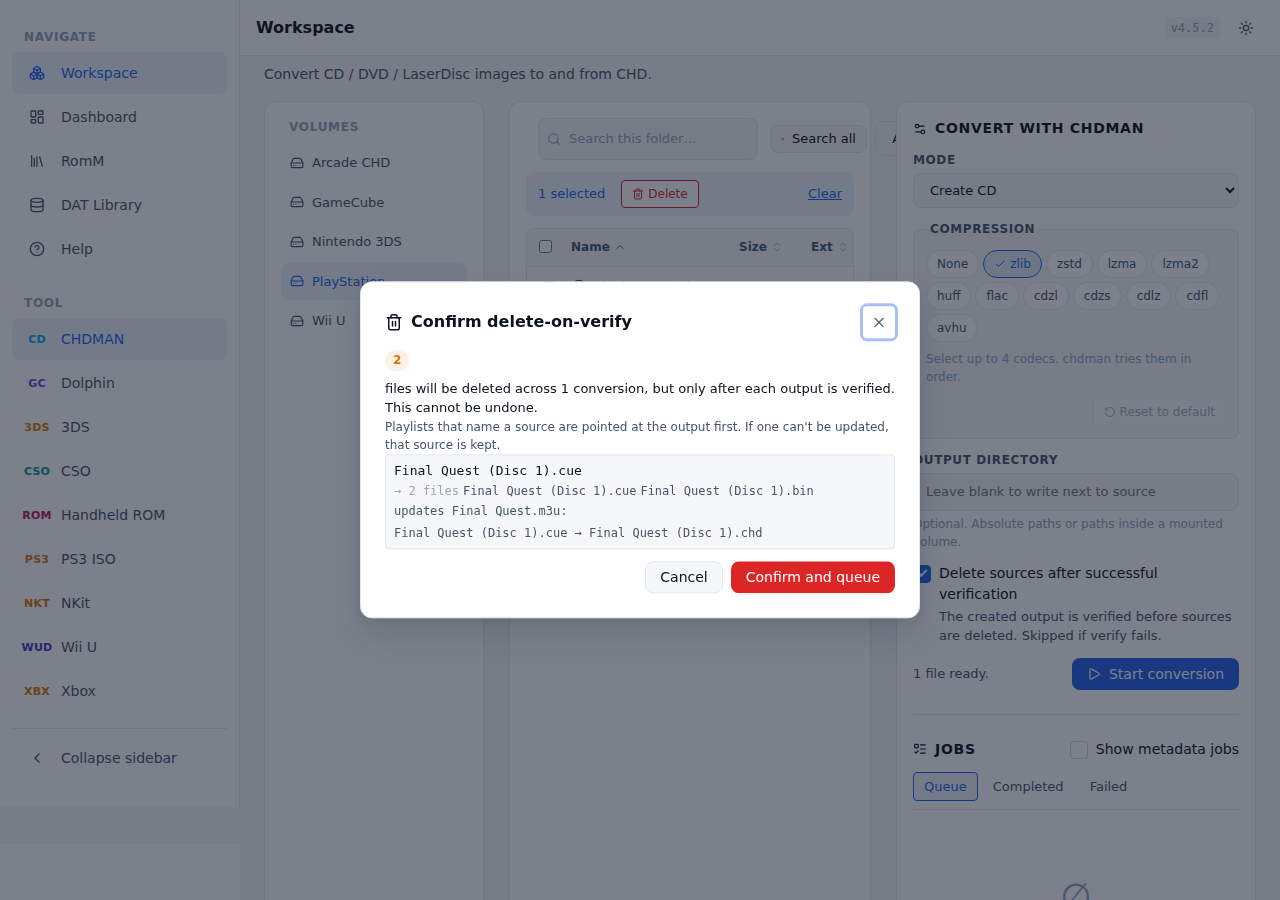 NAVIGATE
Workspace
Dashboard
RomM
DAT Library
Help
TOOL
CD CHDMAN
GC Dolphin
3DS 3DS
CSO CSO
ROM Handheld ROM
PS3 PS3 ISO
NKT NKit
WUD Wii U
XBX Xbox
Collapse sidebar
Workspace
v4.5.2
Convert CD / DVD / LaserDisc images to and from CHD.
VOLUMES
Arcade CHD
GameCube
Nintendo 3DS
PlayStation
Wii U
Search this folder…
Search all
1 selected
Delete
Clear
Name
Size
Ext
Confirm delete-on-verify
2
files will be deleted across 1 conversion, but only after each output is verified.
This cannot be undone.
Playlists that name a source are pointed at the output first. If one can't be updated,
that source is kept.
Final Quest (Disc 1).cue
→ 2 files Final Quest (Disc 1).cue Final Quest (Disc 1).bin
updates Final Quest.m3u:
Final Quest (Disc 1).cue → Final Quest (Disc 1).chd
Cancel
Confirm and queue
CONVERT WITH CHDMAN
MODE
Create CD
COMPRESSION
None
zlib
zstd
lzma
lzma2
huff
flac
cdzl
cdzs
cdlz
cdfl
avhu
Select up to 4 codecs. chdman tries them in
order.
Reset to default
OUTPUT DIRECTORY
Leave blank to write next to source
Optional. Absolute paths or paths inside a mounted
volume.
Delete sources after successful
verification
The created output is verified before sources
are deleted. Skipped if verify fails.
1 file ready.
Start conversion
JOBS
Show metadata jobs
Queue
Completed
Failed